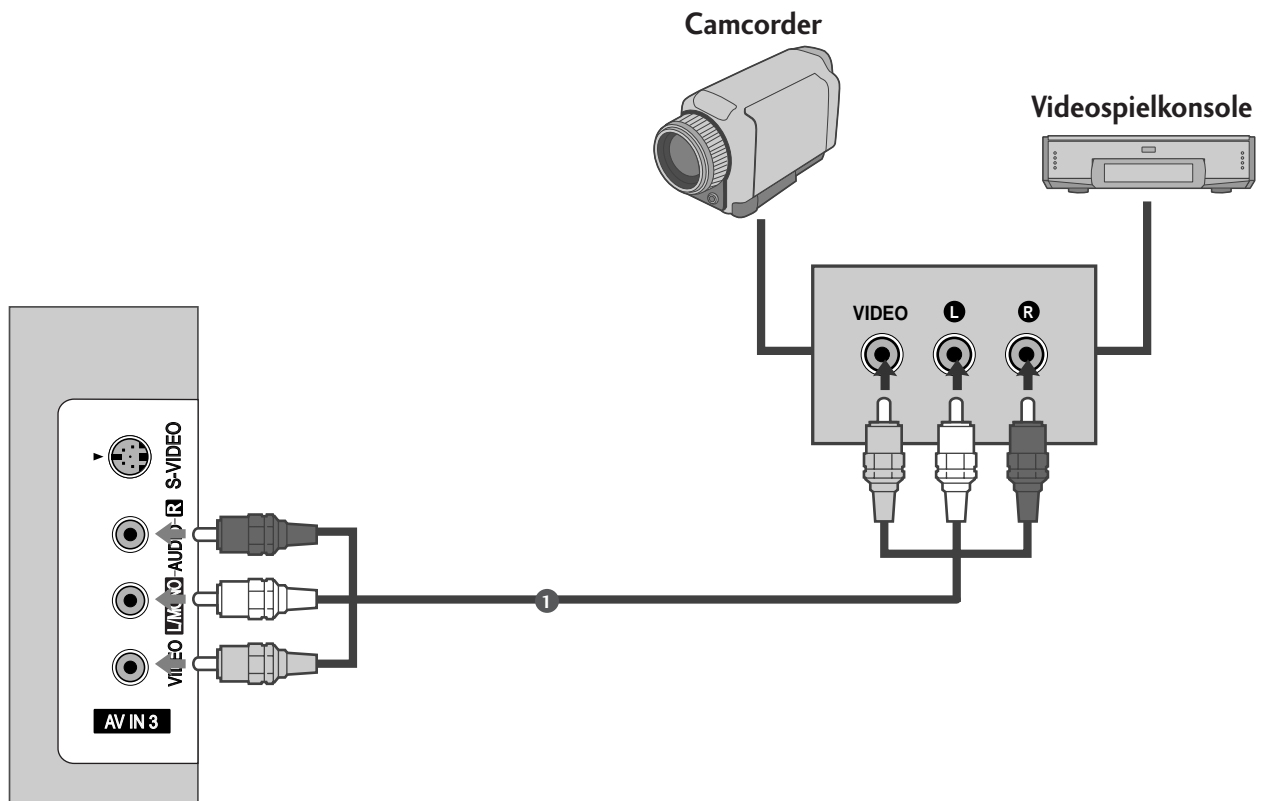 Camcorder
Videospielkonsole
VIDEO L R
S-VIDEO
VIDEO L/MONO AUDIO R
1
AV IN 3